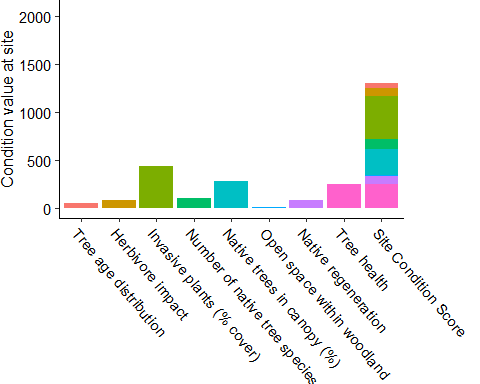 Condition value at site
2000
1500
1000
500
0
Tree age distribution
Herbivore impact
Invasive plants (% cover)
Number of native tree species
Native trees in canopy (%)
Open space within woodland
Native regeneration
Tree health
Site Condition Score